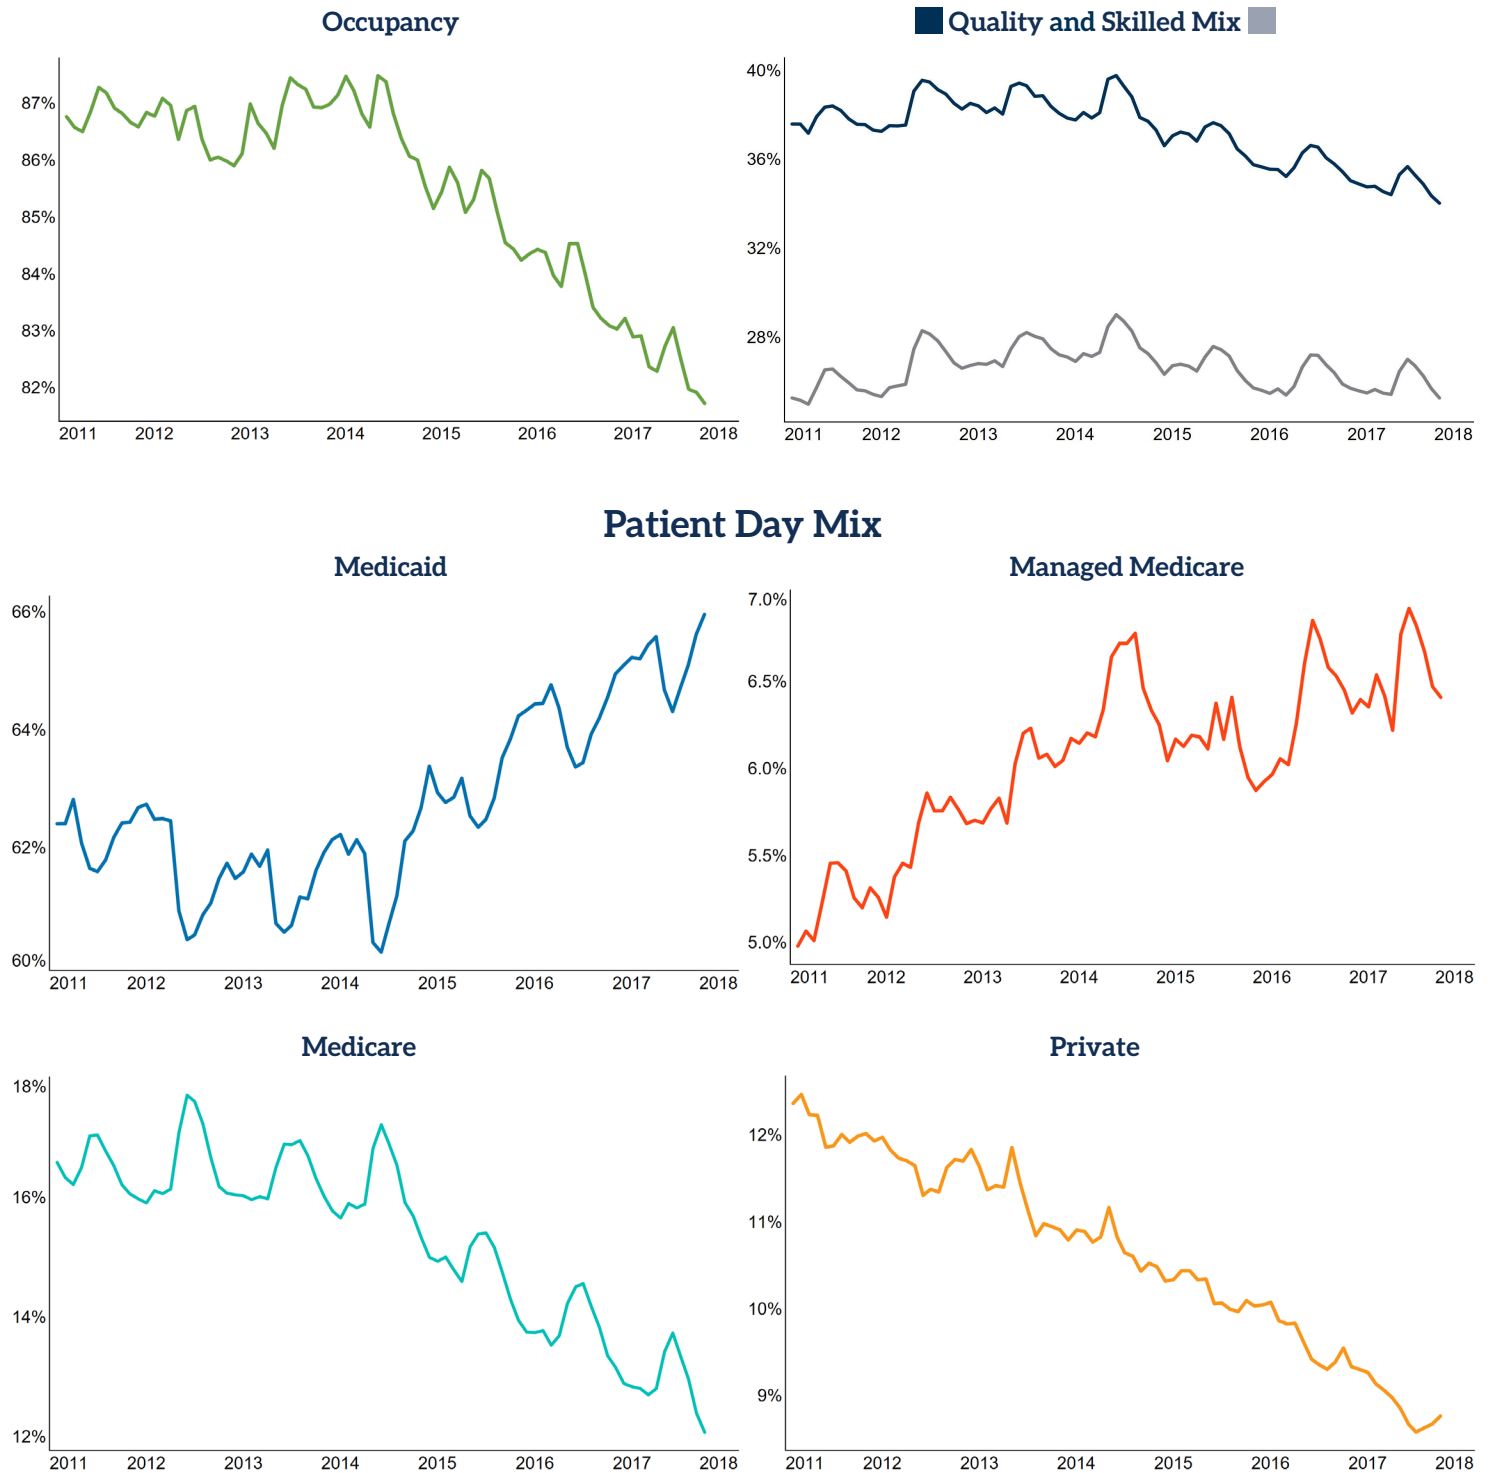 Occupancy
87%
86%
85%
84%
83%
82%
2011 2012 2013 2014 2015 2016 2017 2018
Quality and Skilled Mix
40%
36%
32%
28%
2011 2012 2013 2014 2015 2016 2017 2018
Patient Day Mix
Medicaid
66%
64%
62%
60%
2011 2012 2013 2014 2015 2016 2017 2018
Managed Medicare
7.0%
6.5%
6.0%
5.5%
5.0%
2011 2012 2013 2014 2015 2016 2017 2018
Medicare
18%
16%
14%
12%
2011 2012 2013 2014 2015 2016 2017 2018
Private
12%
11%
10%
9%
2011 2012 2013 2014 2015 2016 2017 2018